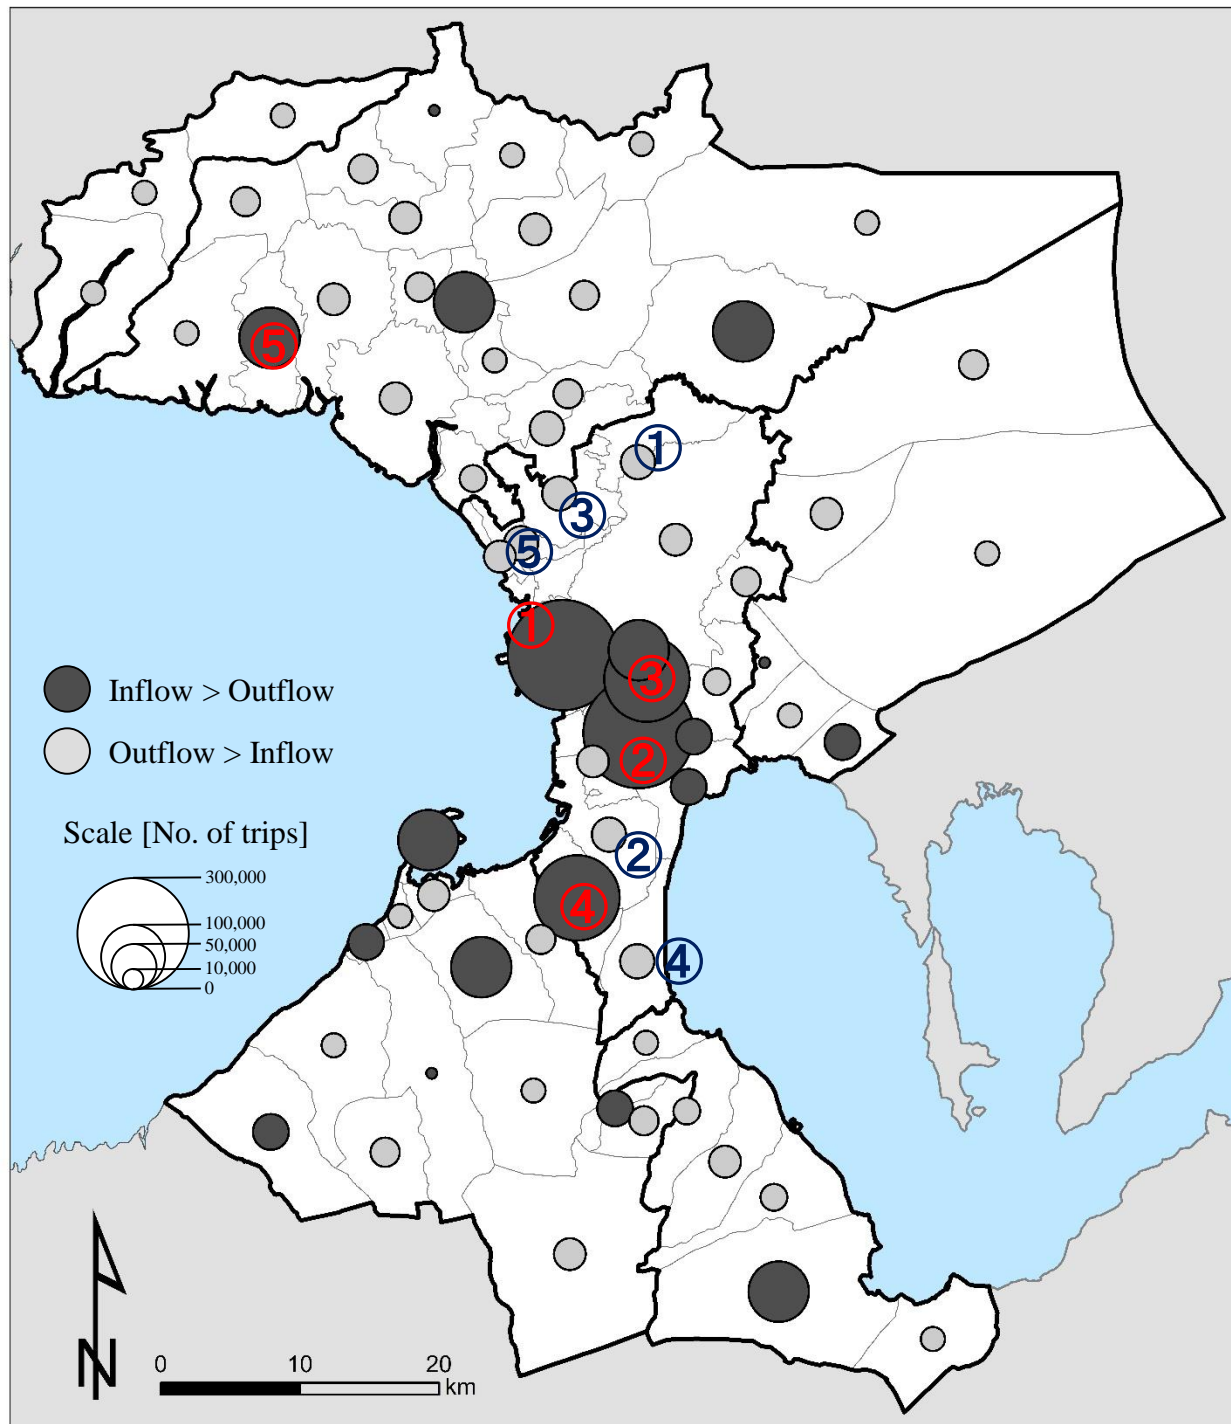 ⑤
①
③
⑤
①
③
②
Inflow > Outflow
Outflow > Inflow
Scale [No. of trips]
300,000
100,000
50,000
10,000
0
②
④
④
N
0 10 20
km